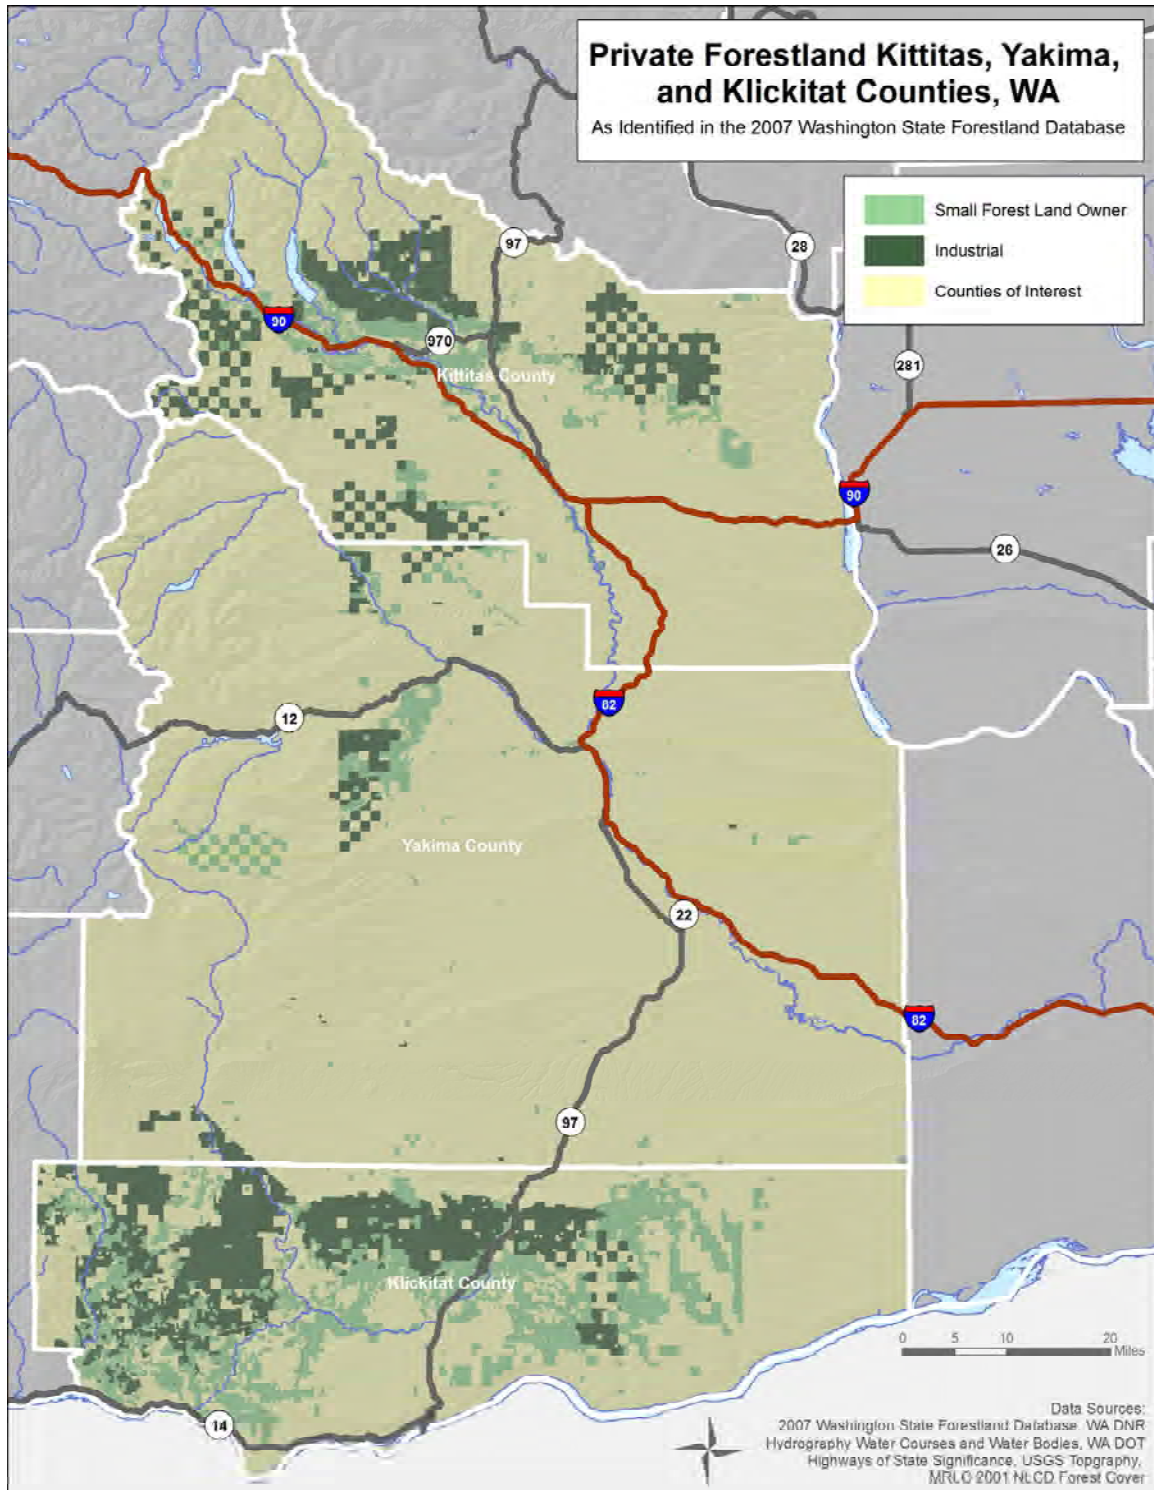 Private Forestland Kittitas, Yakima,
and Klickitat Counties, WA
As Identified in the 2007 Washington State Forestland Database
Small Forest Land Owner
Industrial
Counties of Interest
97
28
90
970
281
Kittitas County
90
26
82
12
Yakima County
22
82
97
Klickitat County
0 5 10 20
Miles
14
Data Sources:
2007 Washington State Forestland Database, WA DNR
Hydrography Water Courses and Water Bodies, WA DOT
Highways of State Significance, USGS Topgraphy,
MRLC 2001 NLCD Forest Cover